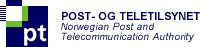 pt
POST- OG TELETILSYNET
Norwegian Post and
Telecommunication Authority